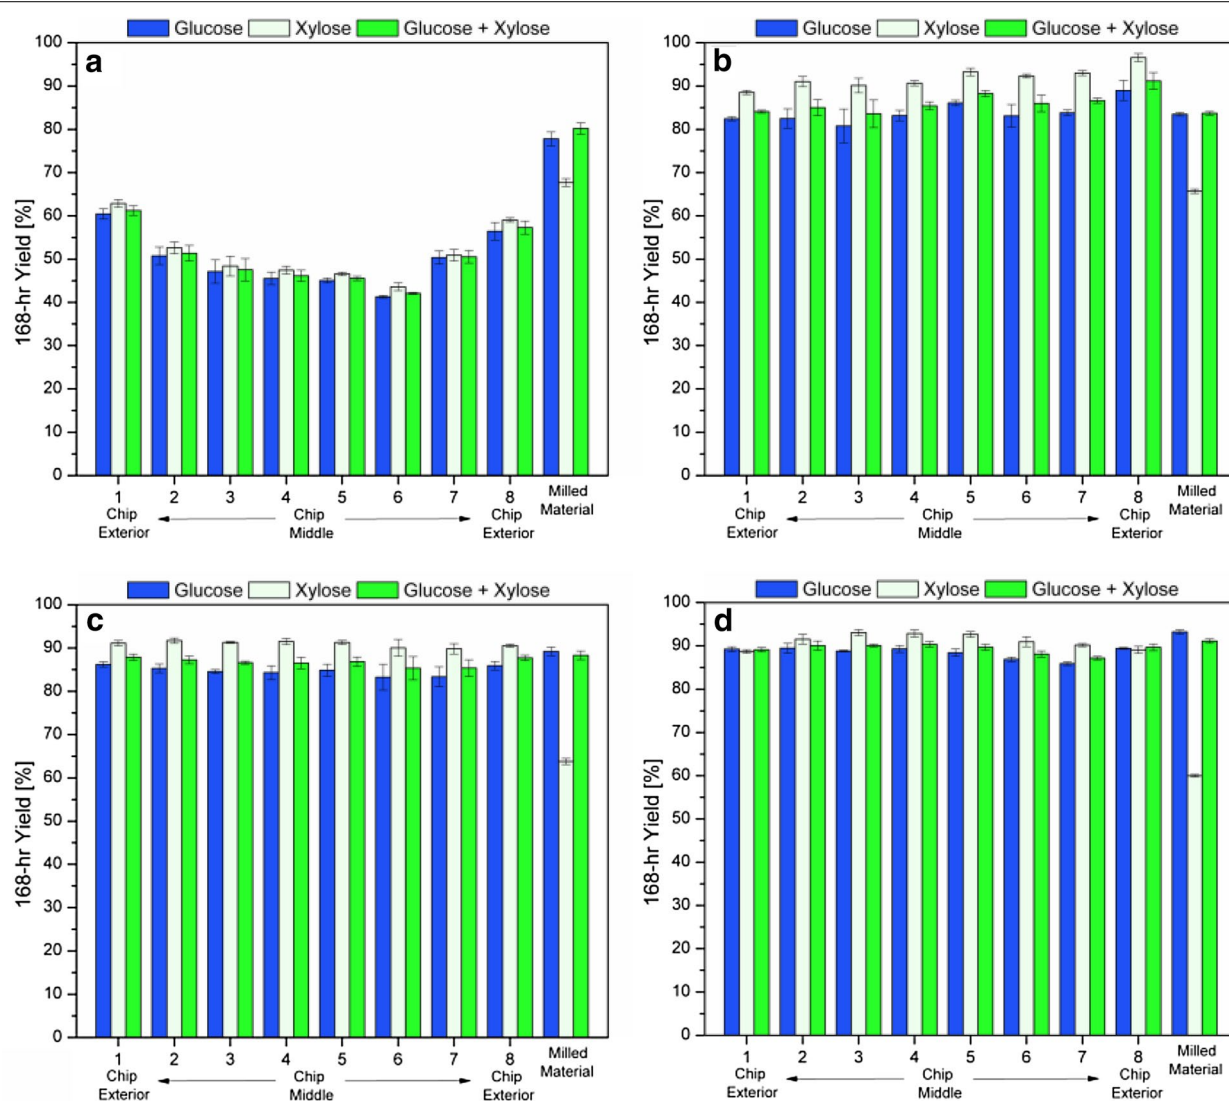 Glucose Xylose Glucose + Xylose
a
168-hr Yield [%]
100
90
80
70
60
50
40
30
20
10
0
1 2 3 4 5 6 7 8 Milled
Material
Chip Chip Chip
Exterior Middle Exterior
Glucose Xylose Glucose + Xylose
b
168-hr Yield [%]
100
90
80
70
60
50
40
30
20
10
0
1 2 3 4 5 6 7 8 Milled
Material
Chip Chip Chip
Exterior Middle Exterior
Glucose Xylose Glucose + Xylose
c
168-hr Yield [%]
100
90
80
70
60
50
40
30
20
10
0
1 2 3 4 5 6 7 8 Milled
Material
Chip Chip Chip
Exterior Middle Exterior
Glucose Xylose Glucose + Xylose
d
168-hr Yield [%]
100
90
80
70
60
50
40
30
20
10
0
1 2 3 4 5 6 7 8 Milled
Material
Chip Chip Chip
Exterior Middle Exterior